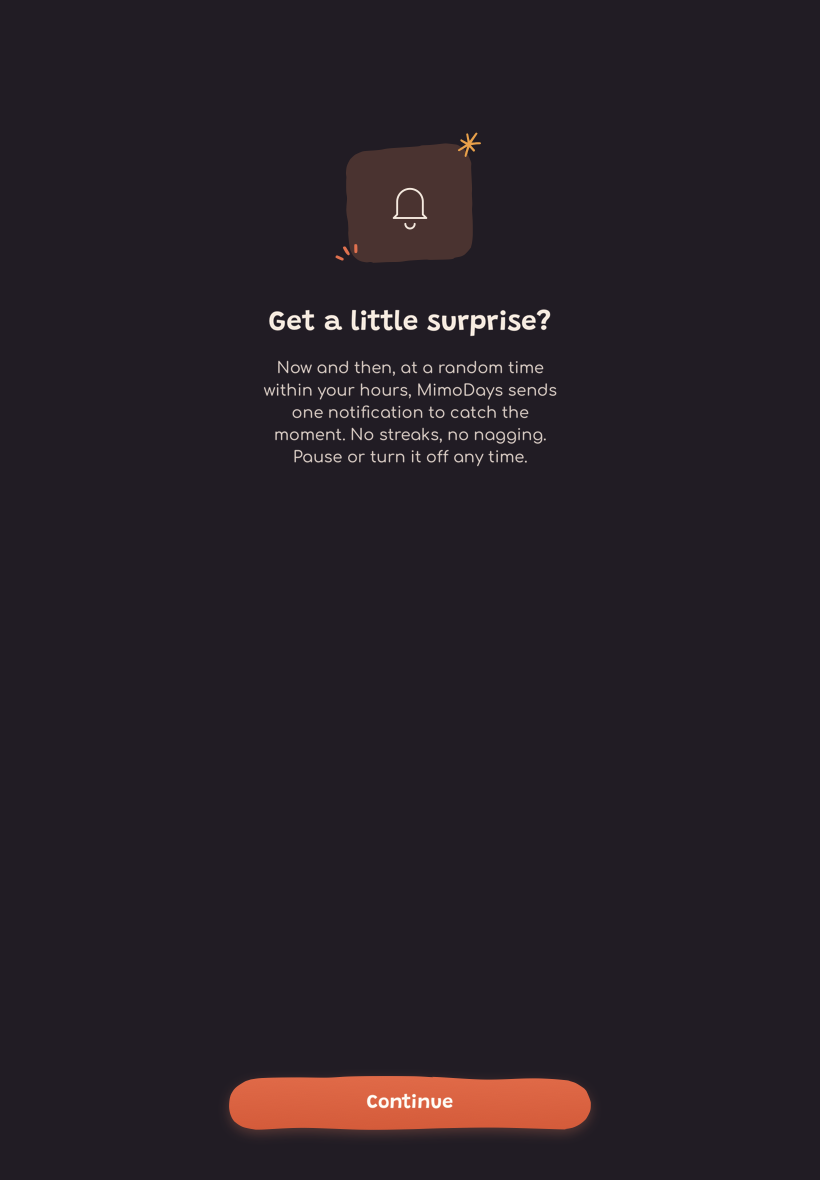 Get a little surprise?
Now and then, at a random time
within your hours, MimoDays sends
one notification to catch the
moment. No streaks, no nagging.
Pause or turn it off any time.
Continue